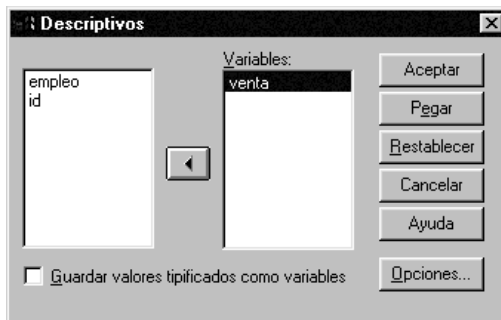 Descriptivos
empleo
id
Variables:
venta
Aceptar
Pegar
Restablecer
Cancelar
Ayuda
Guardar valores tipificados como variables
Opciones...